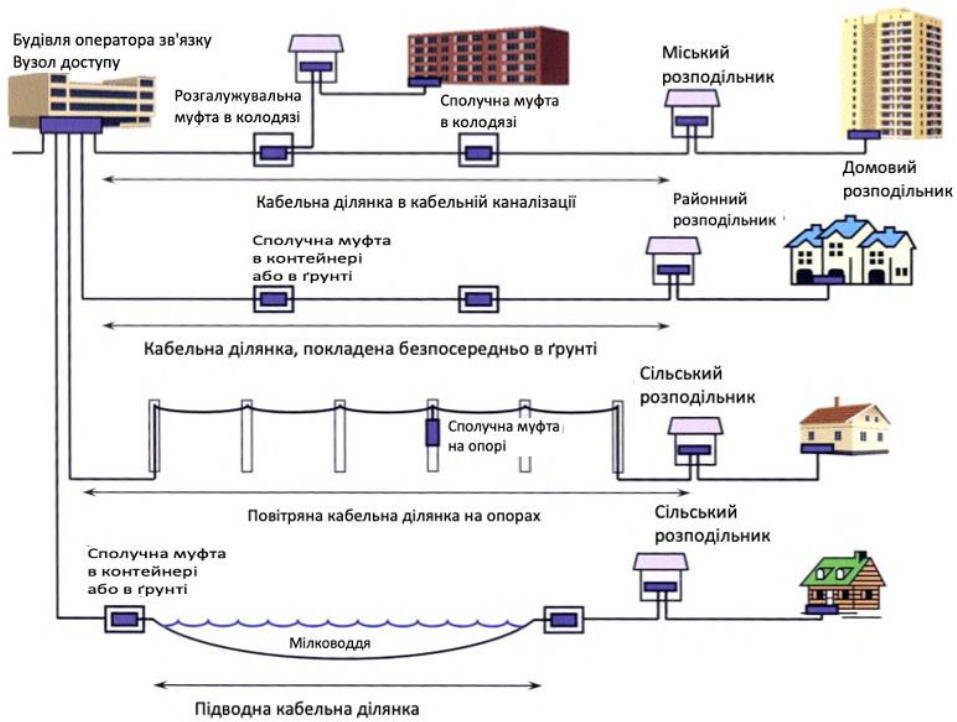 Будівля оператора зв'язку
Вузол доступу
Розгалужувальна
муфта в колодязі
Сполучна муфта
в колодязі
Міський
розподільник
Домовий
розподільник
Кабельна ділянка в кабельній каналізації
Районний
розподільник
Сполучна муфта
в контейнері
або в ґрунті
Кабельна ділянка, покладена безпосередньо в ґрунті
Сільський
розподільник
Сполучна муфта
на опорі
Повітряна кабельна ділянка на опорах
Сільський
розподільник
Сполучна муфта
в контейнері
або в ґрунті
Мілководдя
Підводна кабельна ділянка